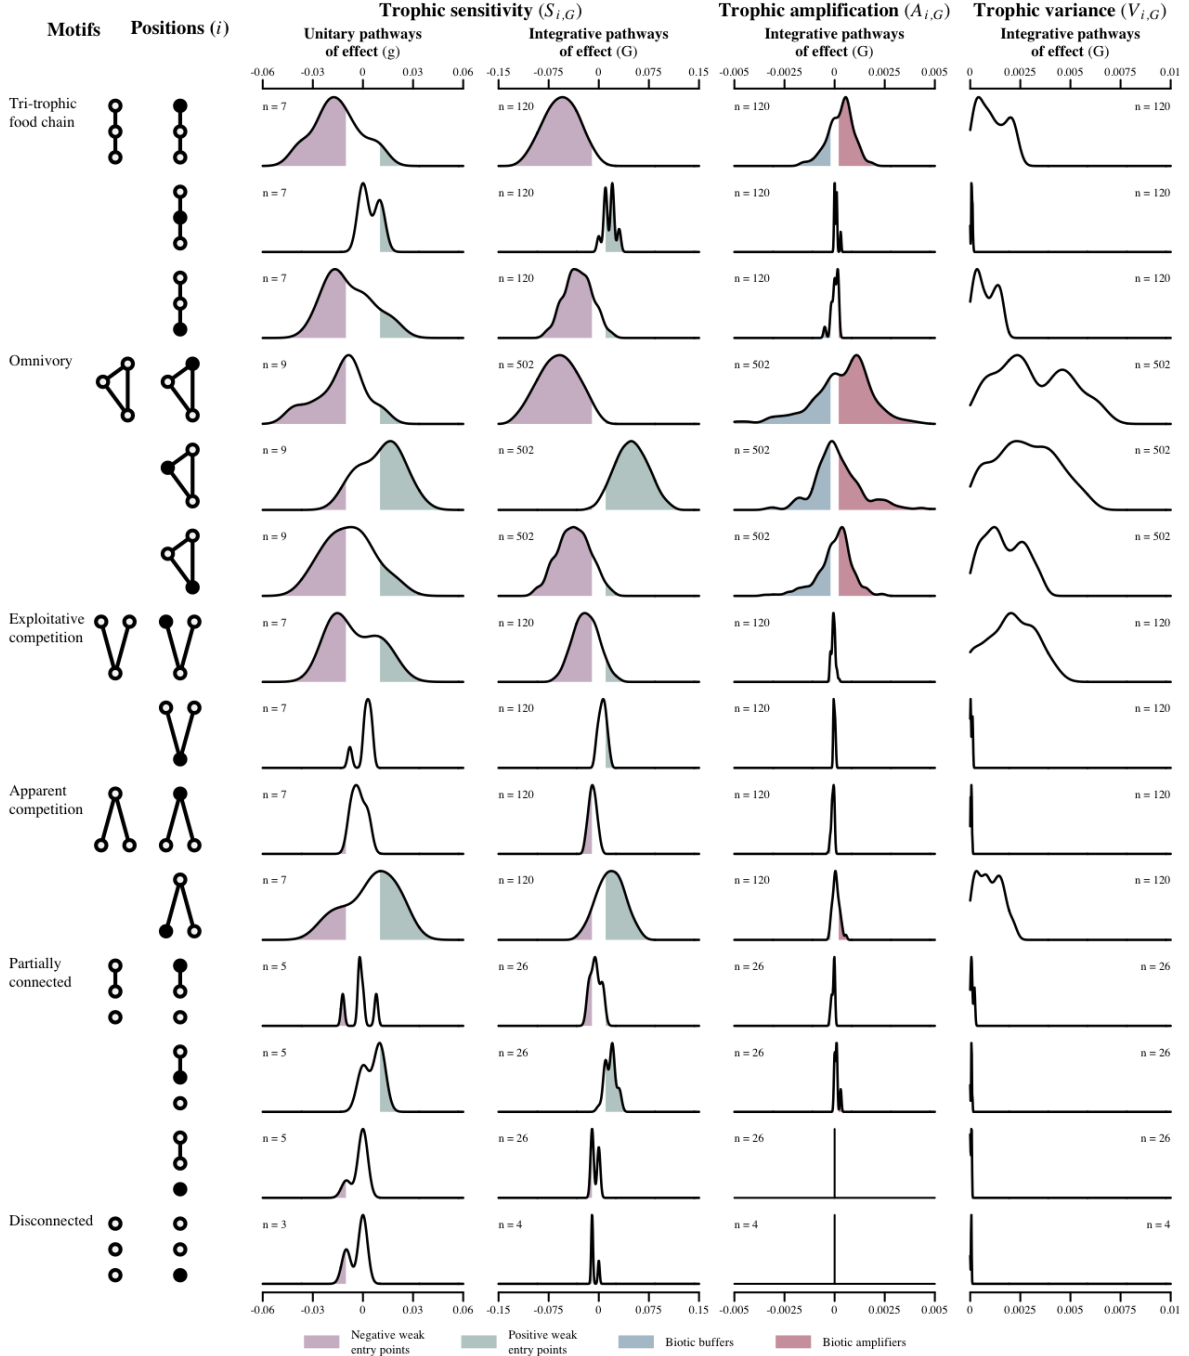 Motifs
Positions (i)
Trophic sensitivity (S_{i,G})
Trophic amplification (A_{i,G})
Trophic variance (V_{i,G})
Unitary pathways
of effect (g)
Integrative pathways
of effect (G)
Integrative pathways
of effect (G)
Integrative pathways
of effect (G)
-0.06 -0.03 0 0.03 0.06
-0.15 -0.075 0 0.075 0.15
-0.005 -0.0025 0 0.0025 0.005
0 0.0025 0.005 0.0075 0.01
Tri-trophic
food chain
n = 7 n = 120 n = 120 n = 120
n = 7 n = 120 n = 120 n = 120
n = 7 n = 120 n = 120 n = 120
Omnivory
n = 9 n = 502 n = 502 n = 502
n = 9 n = 502 n = 502 n = 502
n = 9 n = 502 n = 502 n = 502
Exploitative
competition
n = 7 n = 120 n = 120 n = 120
n = 7 n = 120 n = 120 n = 120
Apparent
competition
n = 7 n = 120 n = 120 n = 120
n = 7 n = 120 n = 120 n = 120
Partially
connected
n = 5 n = 26 n = 26 n = 26
n = 5 n = 26 n = 26 n = 26
n = 5 n = 26 n = 26 n = 26
Disconnected
n = 3 n = 4 n = 4 n = 4
-0.06 -0.03 0 0.03 0.06
-0.15 -0.075 0 0.075 0.15
-0.005 -0.0025 0 0.0025 0.005
0 0.0025 0.005 0.0075 0.01
Negative weak
entry points
Positive weak
entry points
Biotic buffers
Biotic amplifiers